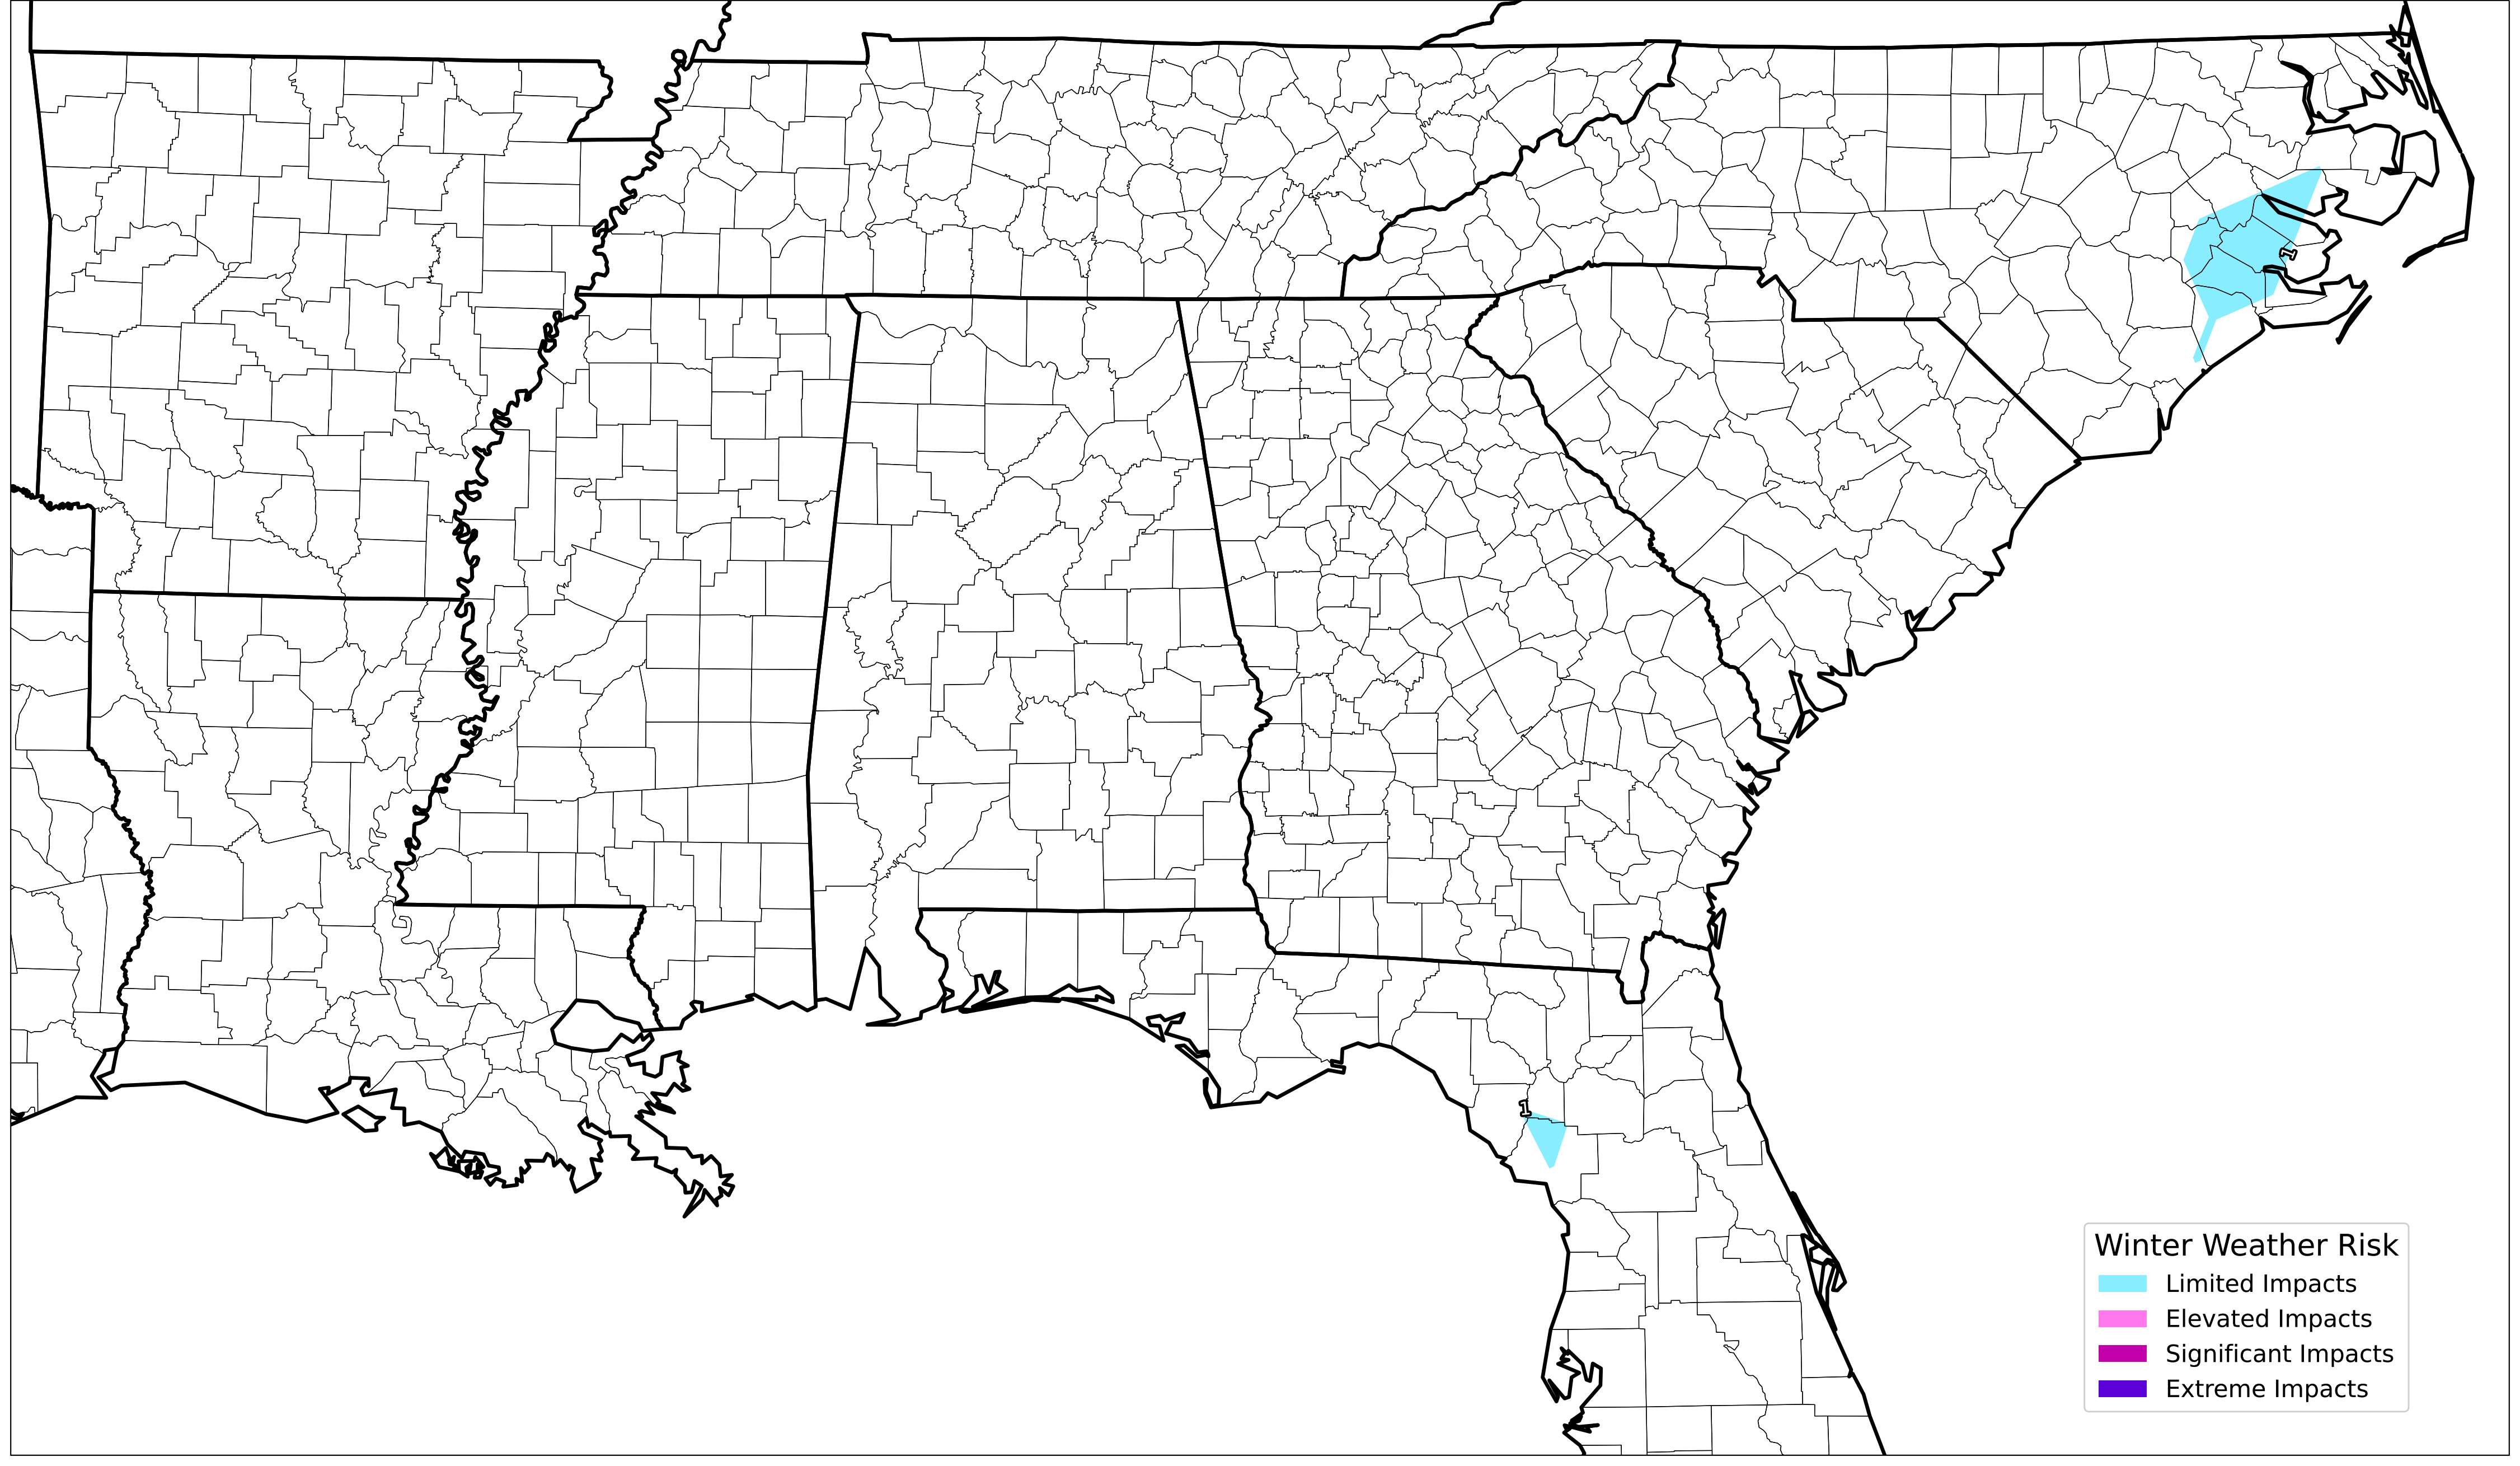 1
1
Winter Weather Risk
Limited Impacts
Elevated Impacts
Significant Impacts
Extreme Impacts